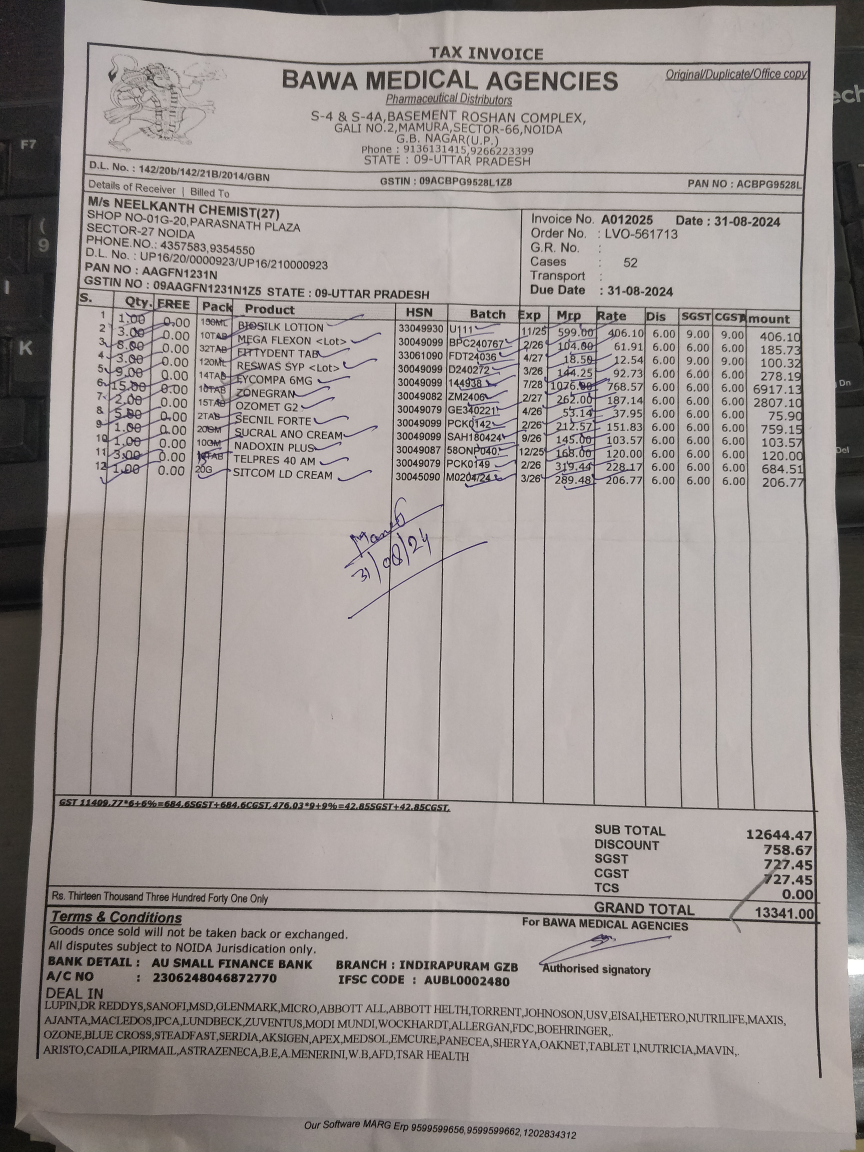 TAX INVOICE
Original/Duplicate/Office copy
BAWA MEDICAL AGENCIES
Pharmaceutical Distributors
S-4 & S-4A,BASEMENT ROSHAN COMPLEX,
GALI NO.2,MAMURA,SECTOR-66,NOIDA
G.B. NAGAR(U.P.)
Phone : 9136131415,9266223399
STATE : 09-UTTAR PRADESH
D.L. No. : 142/20b/142/21B/2014/GBN GSTIN : 09ACBPG9528L1Z8 PAN NO : ACBPG9528L
Details of Receiver | Billed To
M/s NEELKANTH CHEMIST(27)
SHOP NO-01G-20,PARASNATH PLAZA
SECTOR-27 NOIDA
PHONE.NO.: 4357583,9354550
D.L. No. : UP16/20/0000923/UP16/210000923
PAN NO : AAGFN1231N
GSTIN NO : 09AAGFN1231N1Z5 STATE : 09-UTTAR PRADESH
Invoice No. A012025 Date : 31-08-2024
Order No. : LVO-561713
G.R. No. :
Cases : 52
Transport :
Due Date : 31-08-2024
S. Qty. FREE Pack Product HSN Batch Exp Mrp Rate Dis SGST CGST Amount
1 1.00 0.00 100ML BIOSILK LOTION 33049930 U111 11/25 599.00 406.10 6.00 9.00 9.00 406.10
2 3.00 0.00 10TAB MEGA FLEXON <Lot> 30049099 BPC240767 2/26 104.00 61.91 6.00 6.00 6.00 185.73
3 8.00 0.00 32TAB FITTYDENT TAB 33061090 FDT24036 4/27 18.50 12.54 6.00 9.00 9.00 100.32
4 3.00 0.00 120ML RESWAS SYP <Lot> 30049099 D240272 3/26 144.25 92.73 6.00 6.00 6.00 278.19
5 9.00 0.00 14TAB EYCOMPA 6MG 30049099 144938 7/28 1076.00 768.57 6.00 6.00 6.00 6917.13
6 15.00 0.00 10TAB ZONEGRAN 30049082 ZM2406 2/27 262.00 187.14 6.00 6.00 6.00 2807.10
7 2.00 0.00 15TAB OZOMET G2 30049079 GE340221 4/26 53.14 37.95 6.00 6.00 6.00 75.90
8 5.00 0.00 2TAB SECNIL FORTE 30049099 PCK0142 2/26 212.57 151.83 6.00 6.00 6.00 759.15
9 1.00 0.00 20GM SUCRAL ANO CREAM 30049099 SAH180424 9/26 145.00 103.57 6.00 6.00 6.00 103.57
10 1.00 0.00 10GM NADOXIN PLUS 30049087 58ONP040 12/25 168.00 120.00 6.00 6.00 6.00 120.00
11 3.00 0.00 TELPRES 40 AM 30049079 PCK0149 2/26 319.44 228.17 6.00 6.00 6.00 684.51
12 1.00 0.00 20G SITCOM LD CREAM 30045090 M0204/24 3/26 289.48 206.77 6.00 6.00 6.00 206.77
31/08/24
GST 11409.77*6+6%=684.6SGST+684.6CGST,476.03*9+9%=42.85SGST+42.85CGST,
SUB TOTAL 12644.47
DISCOUNT 758.67
SGST 727.45
CGST 727.45
TCS 0.00
Rs. Thirteen Thousand Three Hundred Forty One Only
GRAND TOTAL 13341.00
Terms & Conditions
Goods once sold will not be taken back or exchanged.
All disputes subject to NOIDA Jurisdication only.
For BAWA MEDICAL AGENCIES
BANK DETAIL : AU SMALL FINANCE BANK BRANCH : INDIRAPURAM GZB
A/C NO : 2306248046872770 IFSC CODE : AUBL0002480
Authorised signatory
DEAL IN
LUPIN,DR REDDYS,SANOFI,MSD,GLENMARK,MICRO,ABBOTT ALL,ABBOTT HELTH,TORRENT,JOHNOSON,USV,EISAI,HETERO,NUTRILIFE,MAXIS,
AJANTA,MACLEDOS,IPCA,LUNDBECK,ZUVENTUS,MODI MUNDI,WOCKHARDT,ALLERGAN,FDC,BOEHRINGER,.
OZONE,BLUE CROSS,STEADFAST,SERDIA,AKSIGEN,APEX,MEDSOL,EMCURE,PANECEA,SHERYA,OAKNET,TABLET I,NUTRICIA,MAVIN,.
ARISTO,CADILA,PIRMAIL,ASTRAZENECA,B.E,A.MENERINI,W.B,AFD,TSAR HEALTH
Our Software MARG Erp 9599599656,9599599662,1202834312
F7
9
I
K
Dn
Del